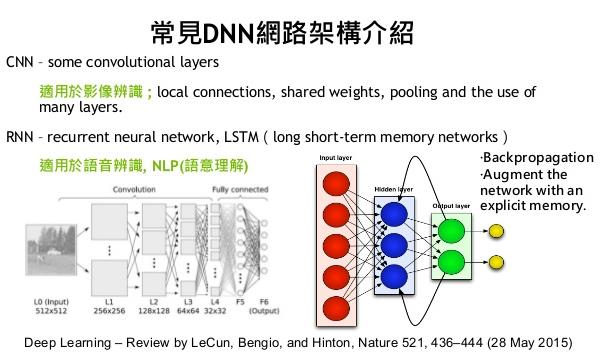 常見DNN網路架構介紹
CNN – some convolutional layers
適用於影像辨識 ; local connections, shared weights, pooling and the use of
many layers.
RNN – recurrent neural network, LSTM ( long short-term memory networks )
適用於語音辨識, NLP(語意理解)
Convolution
Fully connected
L0 (Input)
512x512
L1
256x256
L2
128x128
L3
64x64
L4
32x32
F5
F6
(Output)
Input layer
Hidden layer
Output layer
·Backpropagation
·Augment the
network with an
explicit memory.
Deep Learning – Review by LeCun, Bengio, and Hinton, Nature 521, 436–444 (28 May 2015)